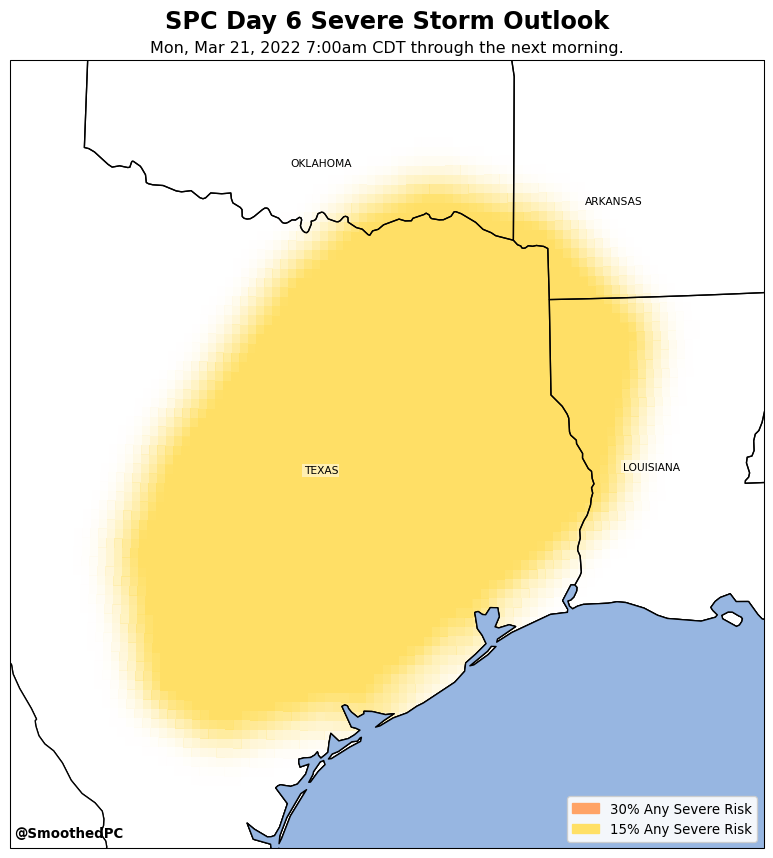 SPC Day 6 Severe Storm Outlook
Mon, Mar 21, 2022 7:00am CDT through the next morning.
OKLAHOMA
ARKANSAS
TEXAS
LOUISIANA
30% Any Severe Risk
15% Any Severe Risk
@SmoothedPC